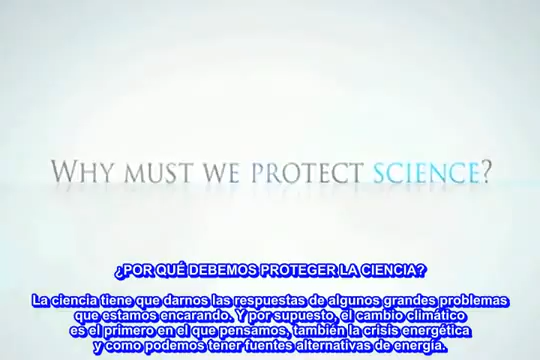 WHY MUST WE PROTECT SCIENCE?
¿POR QUÉ DEBEMOS PROTEGER LA CIENCIA?
La ciencia tiene que darnos las respuestas de algunos grandes problemas
que estamos encarando. Y por supuesto, el cambio climático
es el primero en el que pensamos, también la crisis energética
y como podemos tener fuentes alternativas de energía.